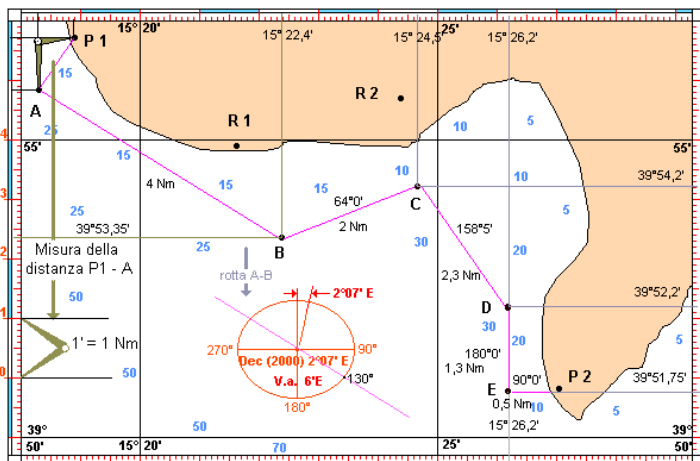 15° 20'
P 1
15° 22,4'
15° 24,5'
25'
15° 26,2'
15
A
25
R 1
R 2
10
5
4
15
55'
55'
4 Nm
15
15
10
10
39°54,2'
64°0'
C
5
3
25
39°53,35'
2 Nm
158°5'
25
B
30
20
Misura della
distanza P1 - A
rotta A-B
2,3 Nm
2
50
2°07' E
39°52,2'
D
30
1
5
1' = 1 Nm
270°
Dec (2000) 2°07' E
90°
180°0'
20
V.a. 6'E
130°
1,3 Nm
50
0
90°0'
P 2
39°51,75'
E
180°
0,5 Nm
10
5
50
15° 26,2'
39°
39°
50'
15° 20'
70
25'
50'